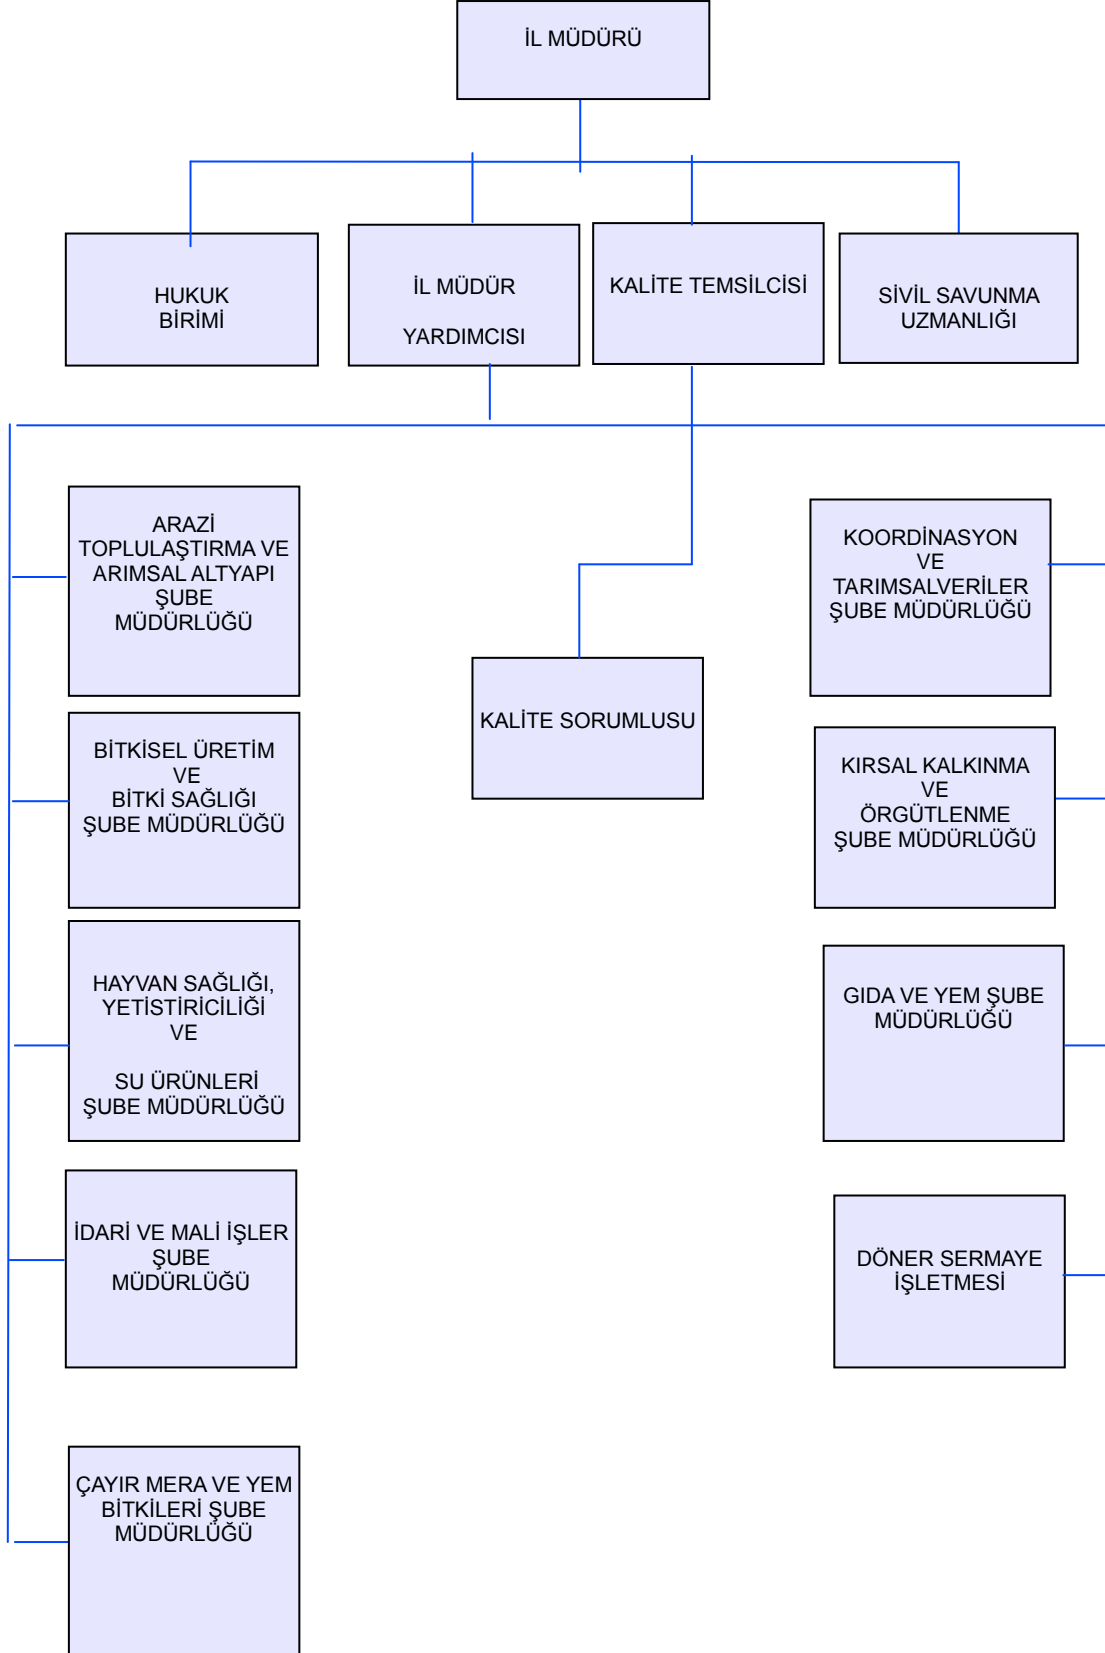 İL MÜDÜRÜ
HUKUK
BİRİMİ
İL MÜDÜR
YARDIMCISI
KALİTE TEMSİLCİSİ
SİVİL SAVUNMA
UZMANLIĞI
ARAZİ
TOPLULAŞTIRMA VE
ARIMSAL ALTYAPI
ŞUBE
MÜDÜRLÜĞÜ
KOORDİNASYON
VE
TARIMSALVERİLER
ŞUBE MÜDÜRLÜĞÜ
KALİTE SORUMLUSU
BİTKİSEL ÜRETİM
VE
BİTKİ SAĞLIĞI
ŞUBE MÜDÜRLÜĞÜ
KIRSAL KALKINMA
VE
ÖRGÜTLENME
ŞUBE MÜDÜRLÜĞÜ
HAYVAN SAĞLIĞI,
YETİSTİRİCİLİĞİ
VE
SU ÜRÜNLERİ
ŞUBE MÜDÜRLÜĞÜ
GIDA VE YEM ŞUBE
MÜDÜRLÜĞÜ
İDARİ VE MALİ İŞLER
ŞUBE
MÜDÜRLÜĞÜ
DÖNER SERMAYE
İŞLETMESİ
ÇAYIR MERA VE YEM
BİTKİLERİ ŞUBE
MÜDÜRLÜĞÜ